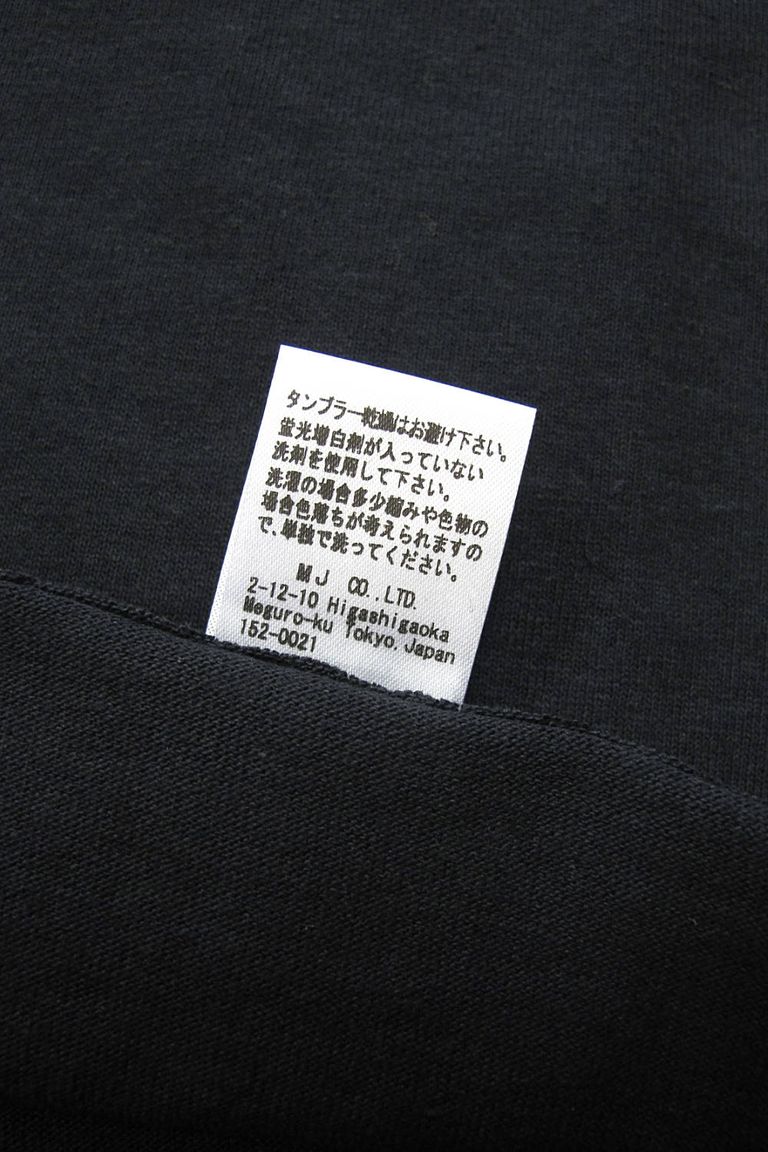 タンブラー乾燥はお避け下さい。
蛍光増白剤が入っていない
洗剤を使用して下さい。
洗濯の場合多少縮みや色物の
場合色落ちが考えられますの
で、単独で洗ってください。
MJ CO.,LTD.
2-12-10 Higashigaoka
Meguro-ku Tokyo,Japan
152-0021